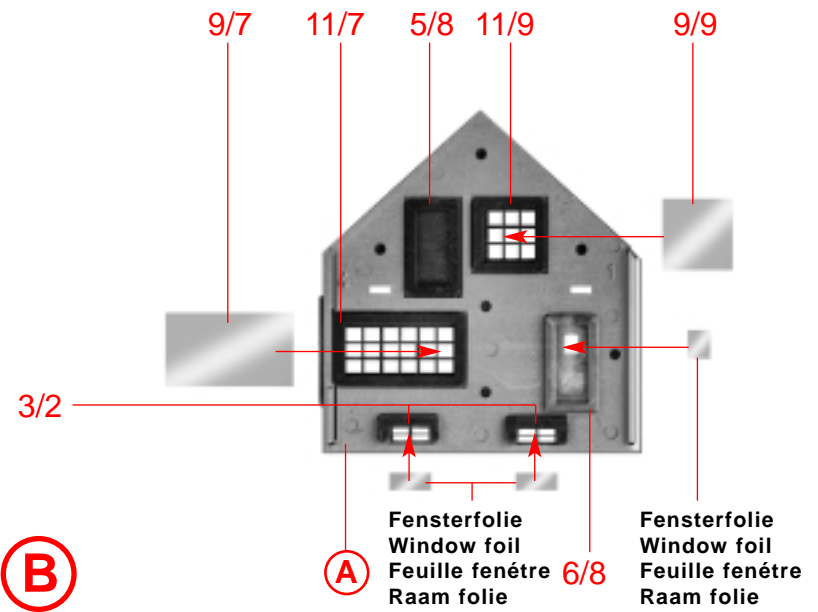 9/7 11/7 5/8 11/9 9/9
3/2
Fensterfolie
Window foil
Feuille fenétre
Raam folie
Fensterfolie
Window foil
Feuille fenétre
Raam folie
6/8
A
B